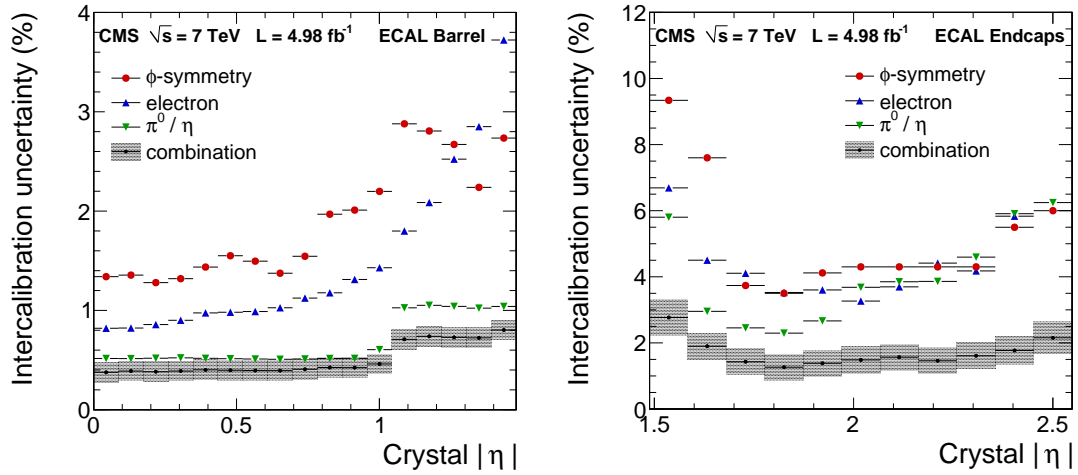 Intercalibration uncertainty (%)
CMS √s = 7 TeV L = 4.98 fb⁻¹ ECAL Barrel
ϕ-symmetry
electron
π⁰ / η
combination
4
3
2
1
0
0 0.5 1
Crystal | η |
Intercalibration uncertainty (%)
CMS √s = 7 TeV L = 4.98 fb⁻¹ ECAL Endcaps
ϕ-symmetry
electron
π⁰ / η
combination
12
10
8
6
4
2
0
1.5 2 2.5
Crystal | η |